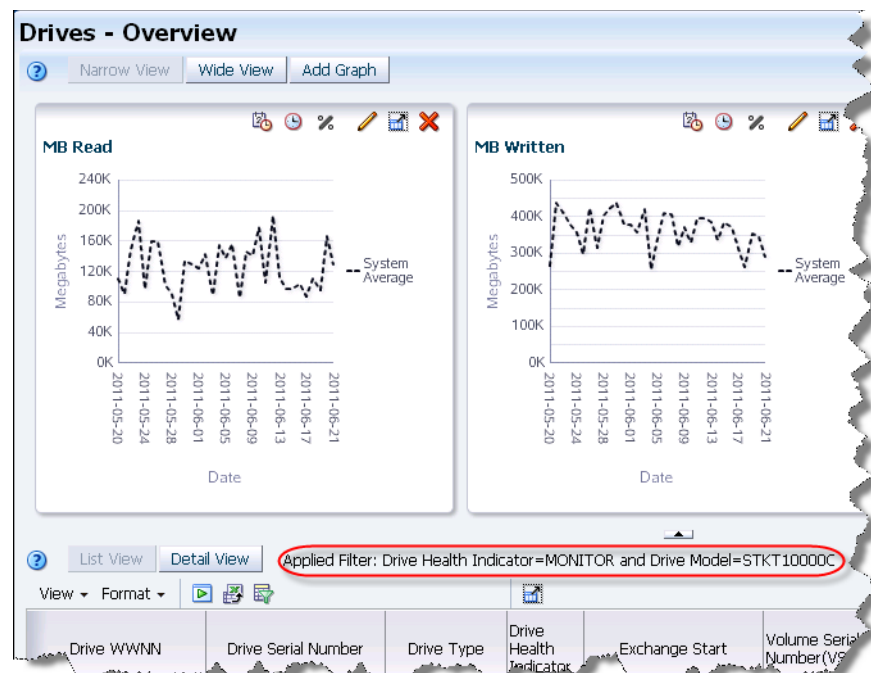 Drives - Overview
Narrow View Wide View Add Graph
MB Read
240K
200K
160K
120K
80K
40K
0K
Megabytes
System
Average
2011-05-20
2011-05-24
2011-05-28
2011-06-01
2011-06-05
2011-06-09
2011-06-13
2011-06-17
2011-06-21
Date
MB Written
500K
400K
300K
200K
100K
0K
Megabytes
System
Average
2011-05-20
2011-05-24
2011-05-28
2011-06-01
2011-06-05
2011-06-09
2011-06-13
2011-06-17
2011-06-21
Date
List View Detail View Applied Filter: Drive Health Indicator=MONITOR and Drive Model=STKT10000C
View Format
Drive WWNN
Drive Serial Number
Drive Type
Drive
Health
Indicator
Exchange Start
Volume Serial
Number(VS